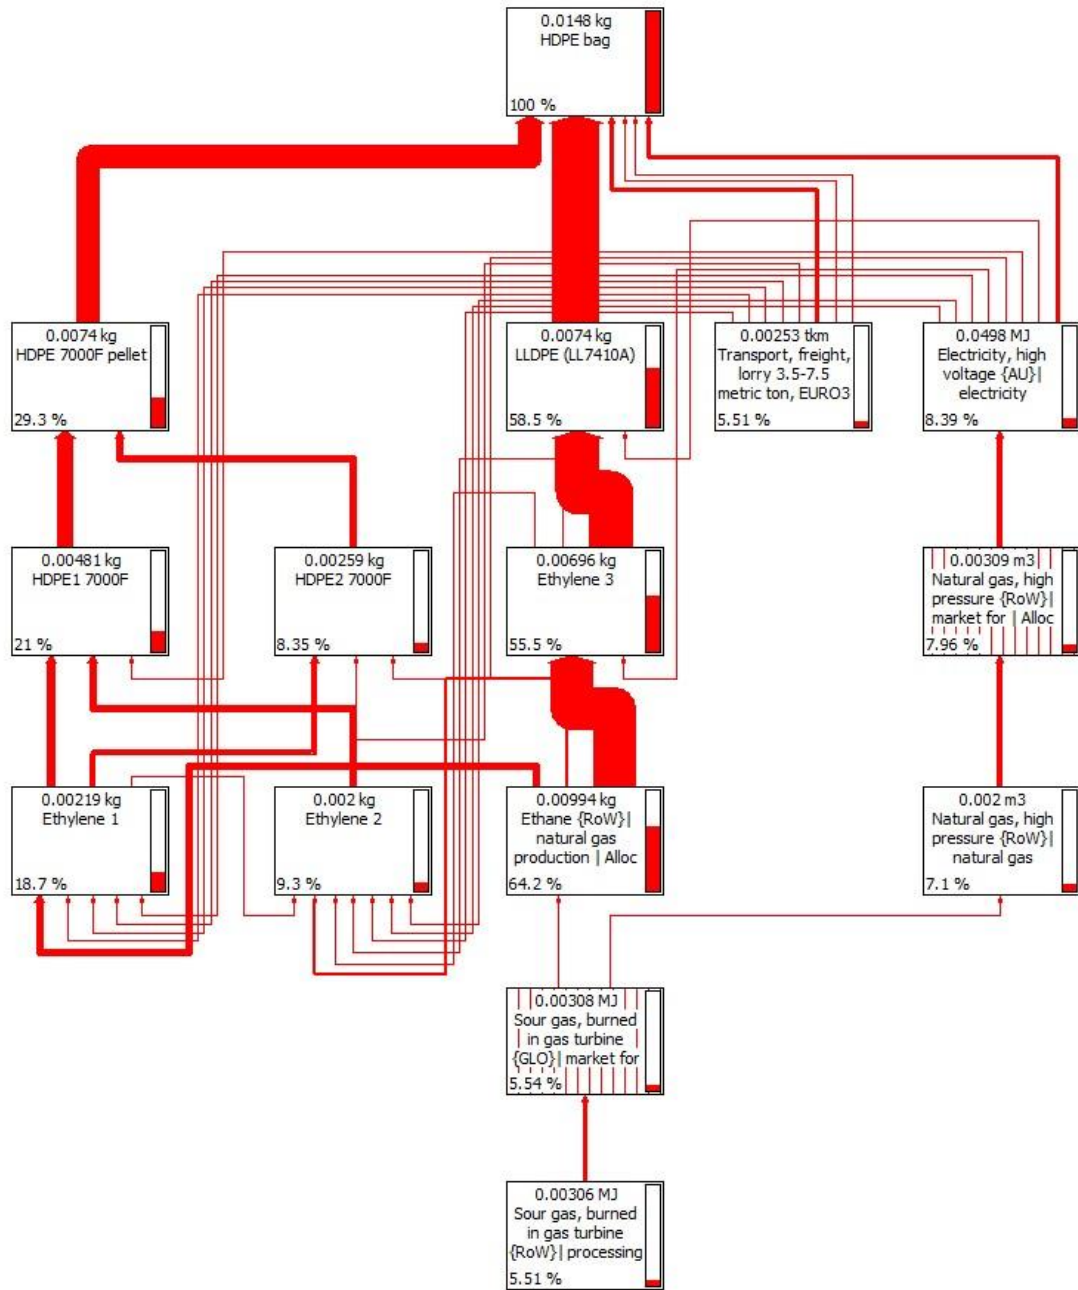 0.0148 kg
HDPE bag
100 %
0.0074 kg
HDPE 7000F pellet
29.3 %
0.0074 kg
LLDPE (LL7410A)
58.5 %
0.00253 tkm
Transport, freight,
lorry 3.5-7.5
metric ton, EURO3
5.51 %
0.0498 MJ
Electricity, high
voltage {AU}|
electricity
8.39 %
0.00481 kg
HDPE1 7000F
21 %
0.00259 kg
HDPE2 7000F
8.35 %
0.00696 kg
Ethylene 3
55.5 %
0.00309 m3
Natural gas, high
pressure {RoW}|
market for | Alloc
7.96 %
0.00219 kg
Ethylene 1
18.7 %
0.002 kg
Ethylene 2
9.3 %
0.00994 kg
Ethane {RoW}|
natural gas
production | Alloc
64.2 %
0.002 m3
Natural gas, high
pressure {RoW}|
natural gas
7.1 %
0.00308 MJ
Sour gas, burned
in gas turbine
{GLO}| market for
5.54 %
0.00306 MJ
Sour gas, burned
in gas turbine
{RoW}| processing
5.51 %